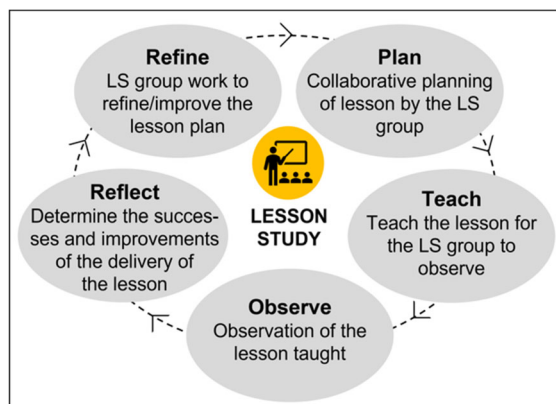 Refine
LS group work to
refine/improve the
lesson plan
Plan
Collaborative planning
of lesson by the LS
group
LESSON
STUDY
Reflect
Determine the succes-
ses and improvements
of the delivery of
the lesson
Teach
Teach the lesson for
the LS group to
observe
Observe
Observation of the
lesson taught